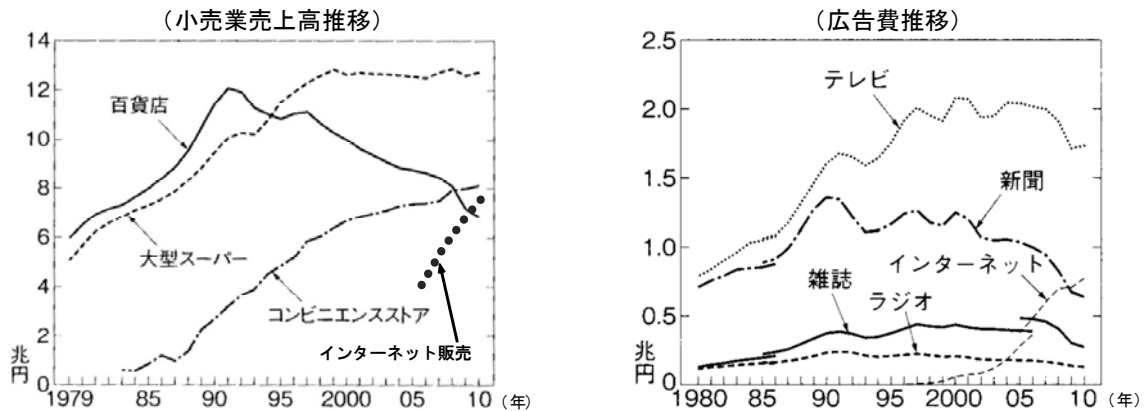 （小売業売上高推移）
14
12
10
8
6
4
2
0
兆円
百貨店
大型スーパー
コンビニエンスストア
インターネット販売
1979 85 90 95 2000 05 10 （年）
（広告費推移）
2.5
2.0
1.5
1.0
0.5
0
兆円
テレビ
新聞
インターネット
雑誌
ラジオ
1980 85 90 95 2000 05 10 （年）